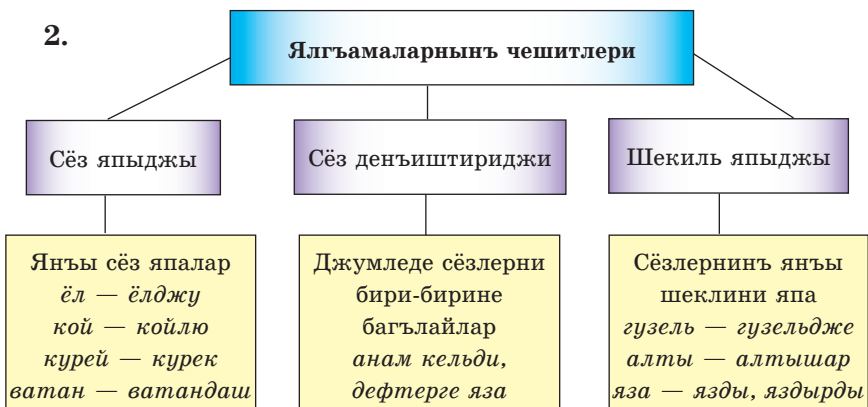 2.
Ялгъамаларнынъ чешитлери
Сёз япыджы
Сёз денъиштириджи
Шекиль япыджы
Янъы сёз япалар
ёл — ёлджу
кой — койлю
курей — курек
ватан — ватандаш
Джумледе сёзлерни
бири-бирине
багълайлар
анам кельди,
дефтерге яза
Сёзлернинъ янъы
шеклини япа
гузель — гузельдже
алты — алтышар
яза — язды, яздырды